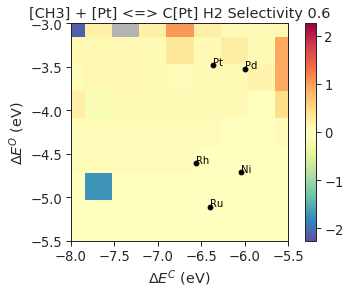 [CH3] + [Pt] <=> C[Pt] H2 Selectivity 0.6
−3.0
−3.5
−4.0
−4.5
−5.0
−5.5
ΔE^O (eV)
Pt
Pd
Rh
Ni
Ru
−8.0 −7.5 −7.0 −6.5 −6.0 −5.5
ΔE^C (eV)
2
1
0
−1
−2